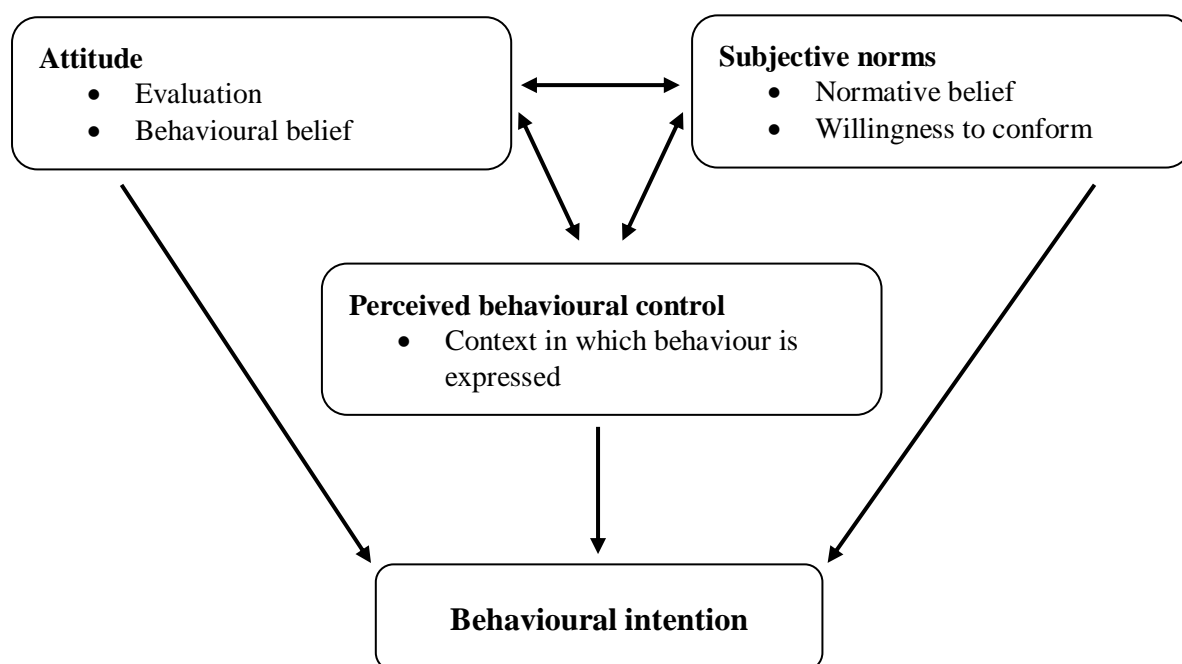 Attitude
• Evaluation
• Behavioural belief
Subjective norms
• Normative belief
• Willingness to conform
Perceived behavioural control
• Context in which behaviour is
expressed
Behavioural intention